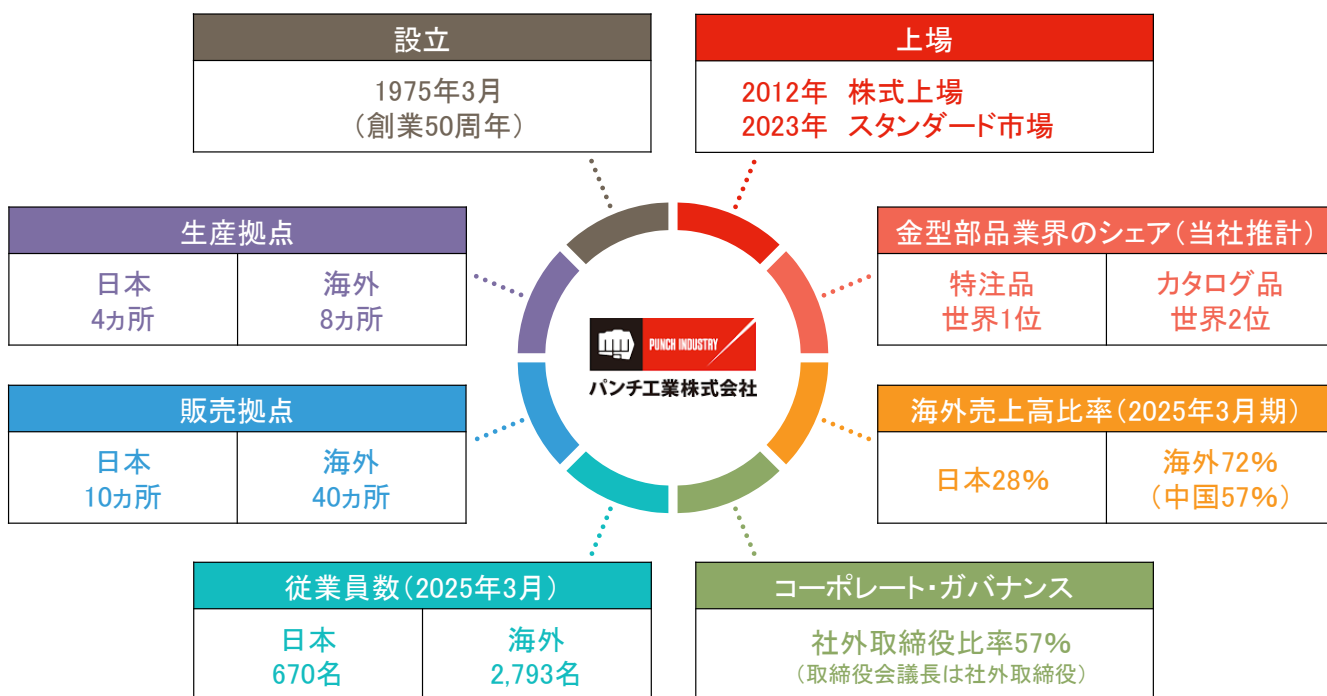 設立
1975年3月
（創業50周年）
上場
2012年 株式上場
2023年 スタンダード市場
生産拠点
日本
4ヵ所
海外
8ヵ所
金型部品業界のシェア（当社推計）
特注品
世界1位
カタログ品
世界2位
PUNCH INDUSTRY
パンチ工業株式会社
販売拠点
日本
10ヵ所
海外
40ヵ所
海外売上高比率（2025年3月期）
日本28%
海外72%
（中国57%）
従業員数（2025年3月）
日本
670名
海外
2,793名
コーポレート・ガバナンス
社外取締役比率57%
（取締役会議長は社外取締役）